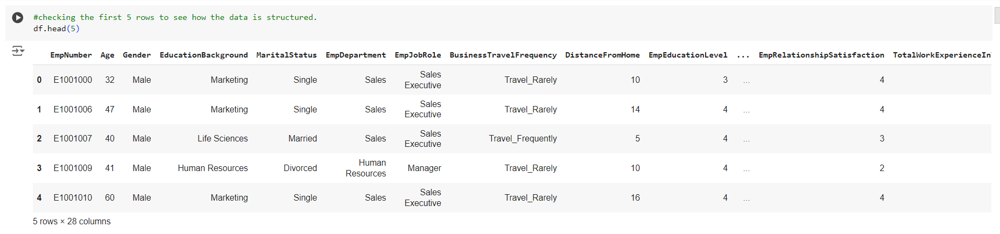 #checking the first 5 rows to see how the data is structured.
df.head(5)
EmpNumber Age Gender EducationBackground MaritalStatus EmpDepartment EmpJobRole BusinessTravelFrequency DistanceFromHome EmpEducationLevel ... EmpRelationshipSatisfaction TotalWorkExperienceIn
0 E1001000 32 Male Marketing Single Sales Sales Executive Travel_Rarely 10 3 ... 4
1 E1001006 47 Male Marketing Single Sales Sales Executive Travel_Rarely 14 4 ... 4
2 E1001007 40 Male Life Sciences Married Sales Sales Executive Travel_Frequently 5 4 ... 3
3 E1001009 41 Male Human Resources Divorced Human Resources Manager Travel_Rarely 10 4 ... 2
4 E1001010 60 Male Marketing Single Sales Sales Executive Travel_Rarely 16 4 ... 4
5 rows × 28 columns